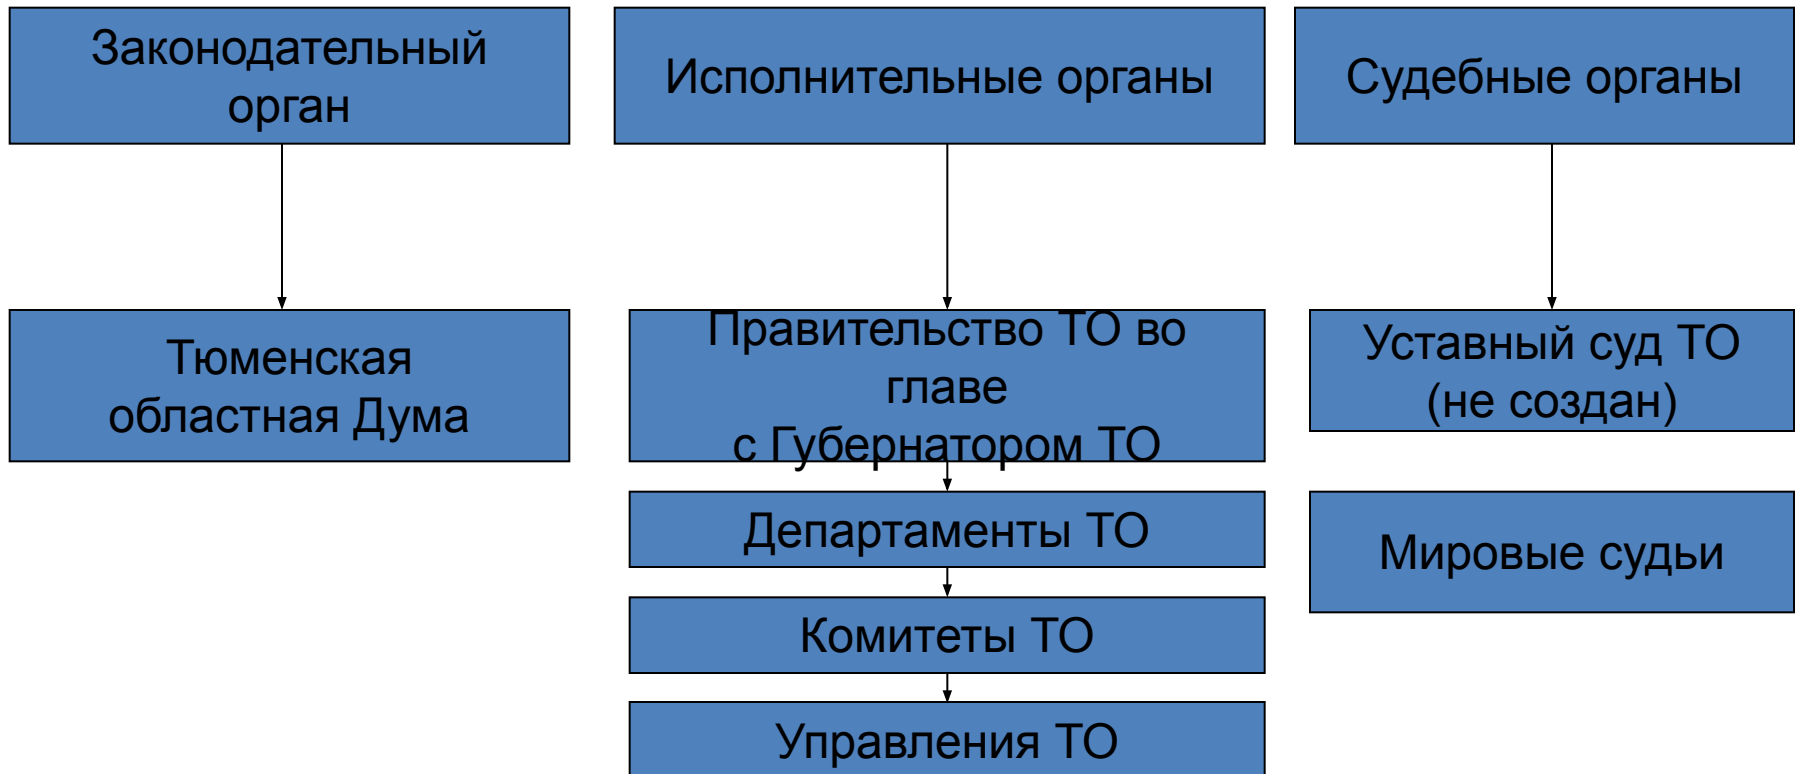 Законодательный
орган
Исполнительные органы
Судебные органы
Тюменская
областная Дума
Правительство ТО во
главе
с Губернатором ТО
Уставный суд ТО
(не создан)
Департаменты ТО
Мировые судьи
Комитеты ТО
Управления ТО